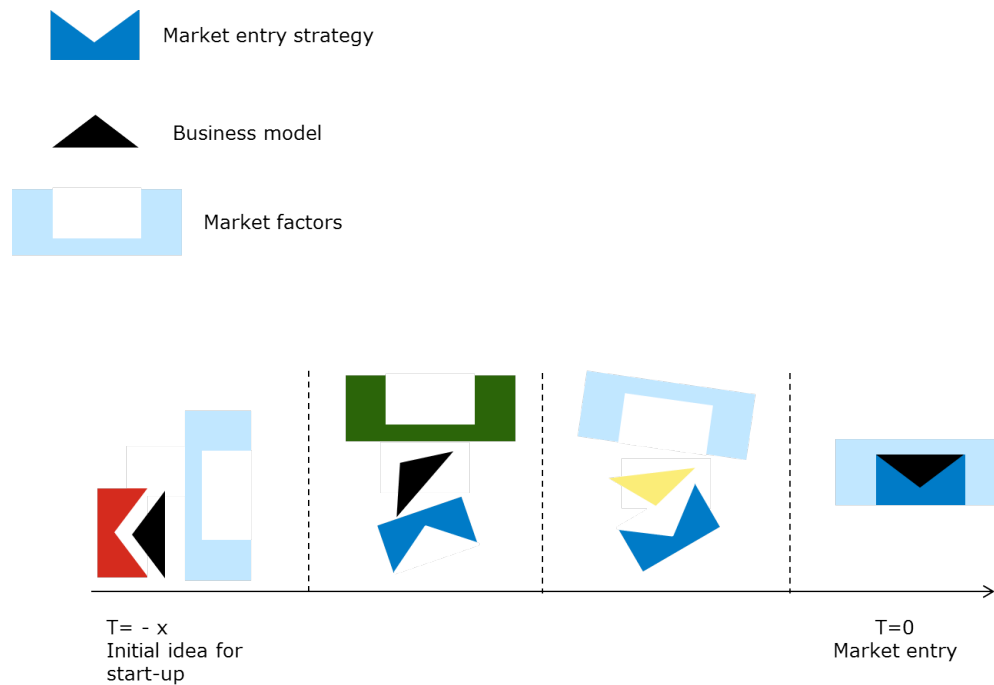 Market entry strategy
Business model
Market factors
T= - x
Initial idea for
start-up
T=0
Market entry